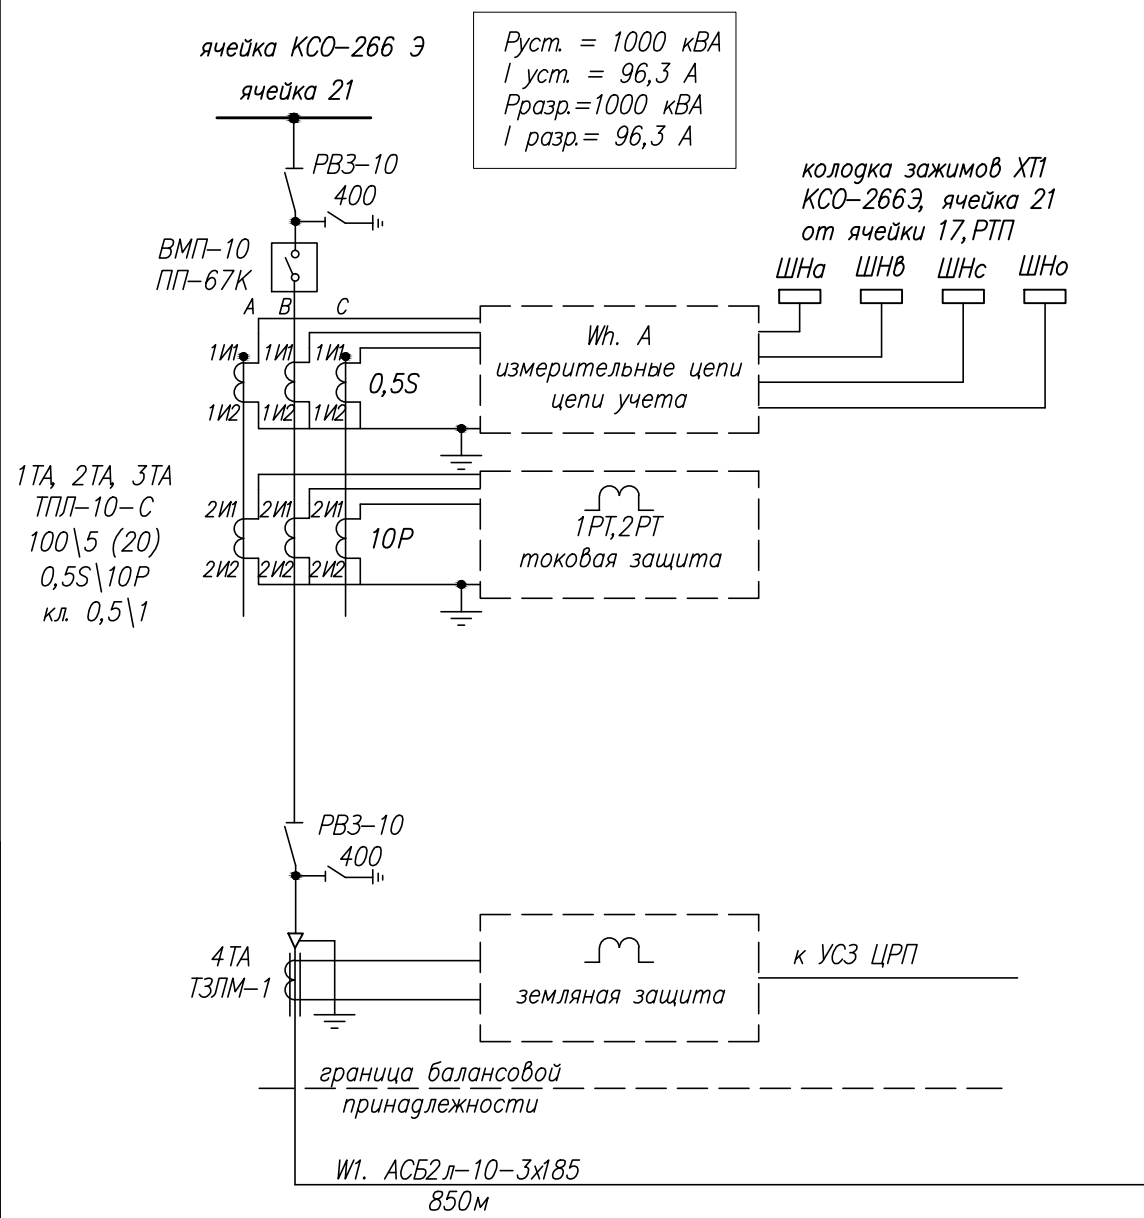 ячейка КСО-266 Э
ячейка 21
Руст. = 1000 кВА
I уст. = 96,3 А
Рразр.=1000 кВА
I разр.= 96,3 А
РВЗ-10
400
колодка зажимов ХТ1
КСО-266Э, ячейка 21
от ячейки 17,РТП
ВМП-10
ПП-67К
ШНа ШНв ШНс ШНо
А В С
Wh. А
измерительные цепи
цепи учета
1И1 1И1 1И1
0,5S
1И2 1И2 1И2
1ТА, 2ТА, 3ТА
ТПЛ-10-С
100\5 (20)
0,5S\10Р
кл. 0,5\1
2И1 2И1 2И1
10Р
2И2 2И2 2И2
1РТ,2РТ
токовая защита
РВЗ-10
400
4ТА
ТЗЛМ-1
земляная защита
к УСЗ ЦРП
граница балансовой
принадлежности
W1. АСБ2л-10-3х185
850м